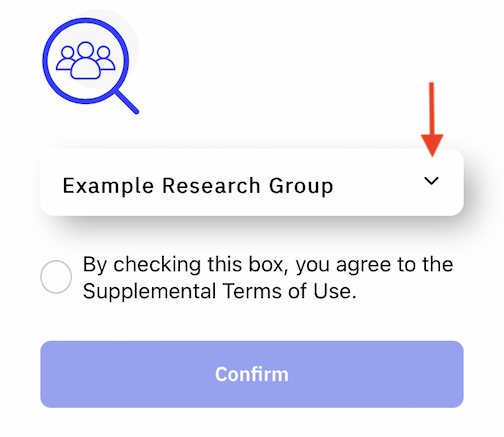 Example Research Group
By checking this box, you agree to the
Supplemental Terms of Use.
Confirm